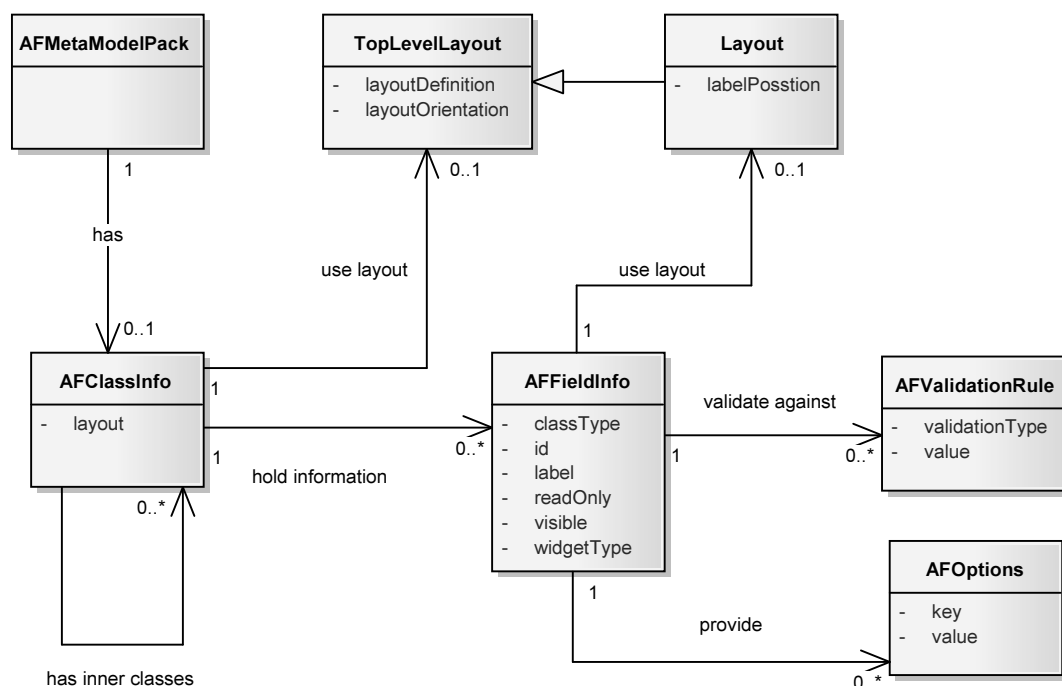 AFMetaModelPack
TopLevelLayout
- layoutDefinition
- layoutOrientation
Layout
- labelPosstion
1
0..1
0..1
has
use layout
use layout
0..1
1
AFClassInfo
- layout
1
1
hold information
0..*
0..*
has inner classes
AFFieldInfo
- classType
- id
- label
- readOnly
- visible
- widgetType
1
validate against
0..*
AFValidationRule
- validationType
- value
1
provide
0..*
AFOptions
- key
- value